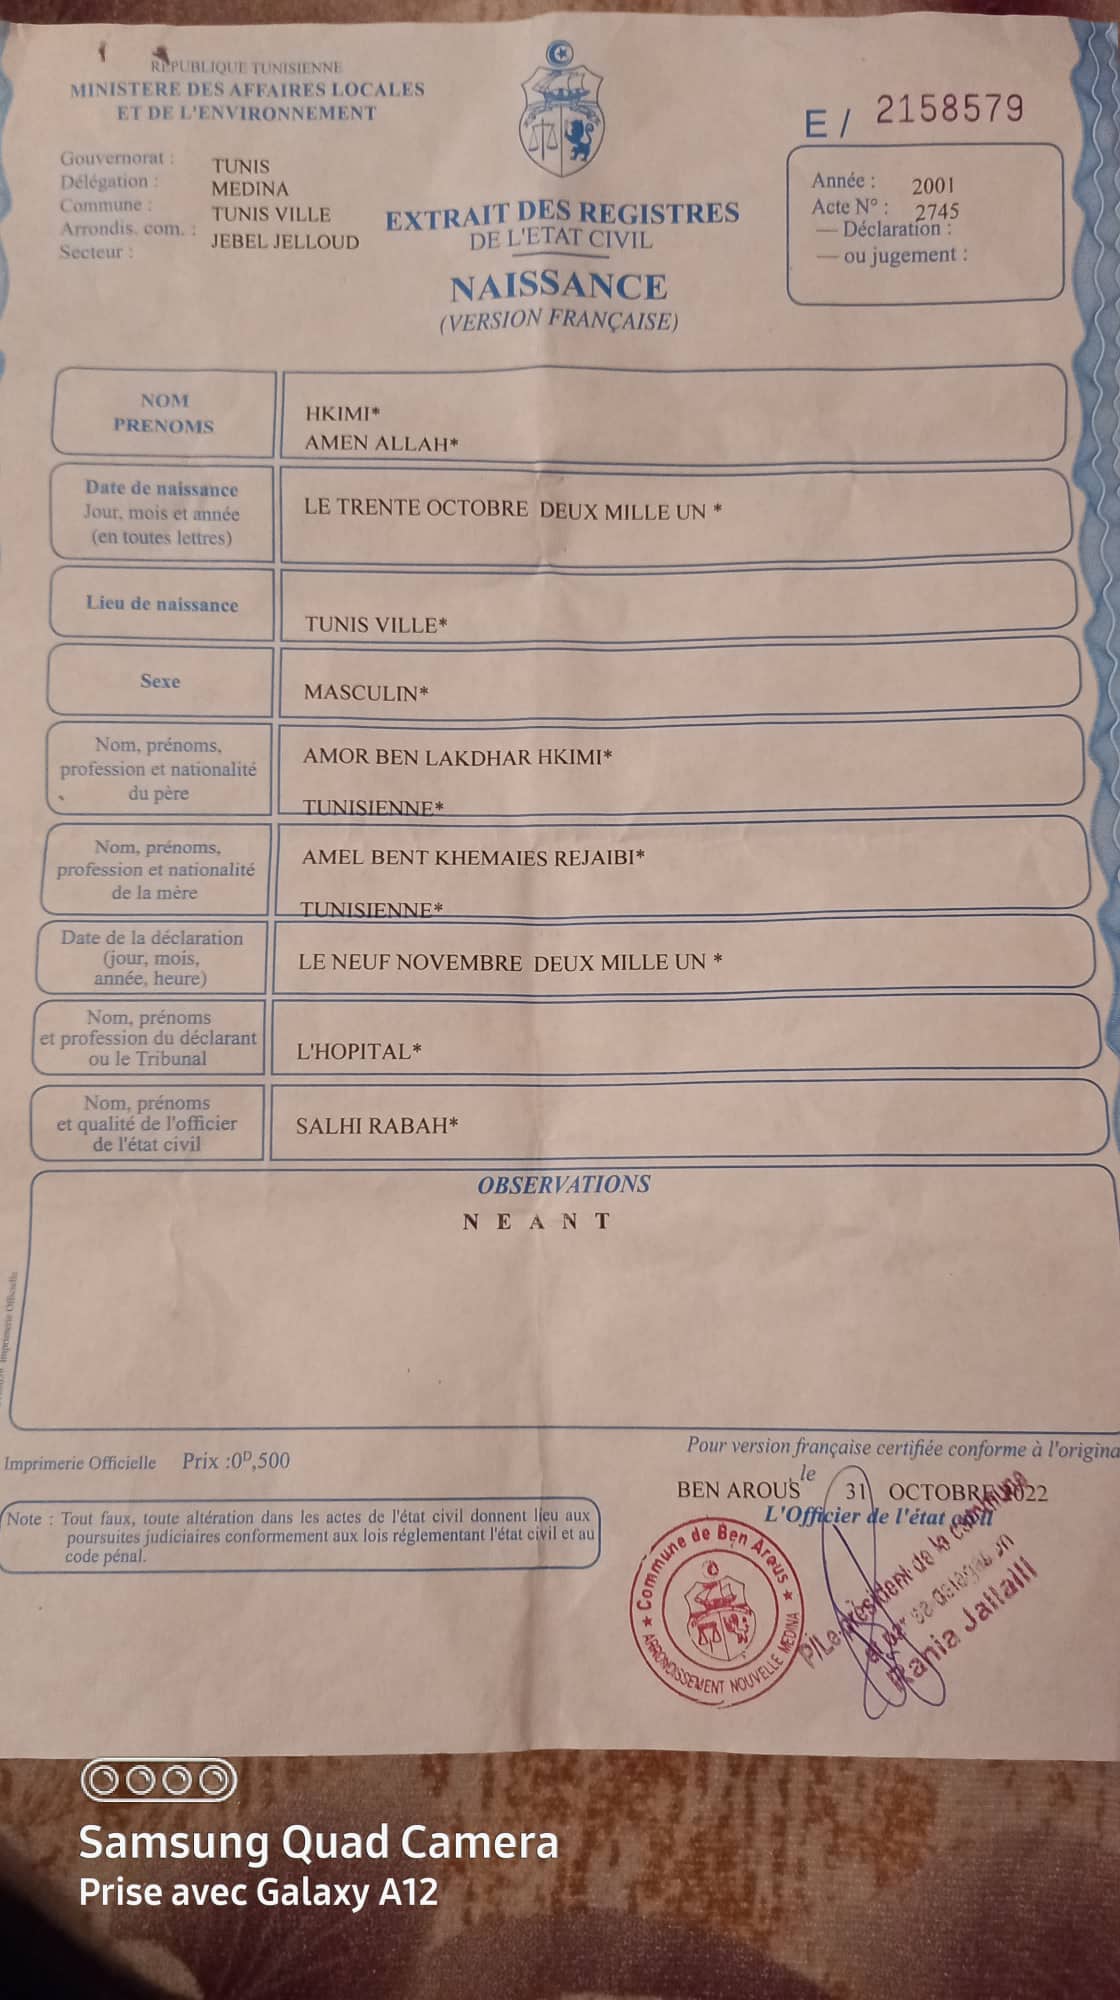 REPUBLIQUE TUNISIENNE
MINISTERE DES AFFAIRES LOCALES
ET DE L'ENVIRONNEMENT
Gouvernorat : TUNIS
Délégation : MEDINA
Commune : TUNIS VILLE
Arrondis. com. : JEBEL JELLOUD
Secteur :
EXTRAIT DES REGISTRES
DE L'ETAT CIVIL
NAISSANCE
(VERSION FRANÇAISE)
E / 2158579
Année : 2001
Acte N° : 2745
— Déclaration :
— ou jugement :
NOM
PRENOMS
HKIMI*
AMEN ALLAH*
Date de naissance
Jour, mois et année
(en toutes lettres)
LE TRENTE OCTOBRE DEUX MILLE UN *
Lieu de naissance
TUNIS VILLE*
Sexe
MASCULIN*
Nom, prénoms,
profession et nationalité
du père
AMOR BEN LAKDHAR HKIMI*
TUNISIENNE*
Nom, prénoms,
profession et nationalité
de la mère
AMEL BENT KHEMAIES REJAIBI*
TUNISIENNE*
Date de la déclaration
(jour, mois,
année, heure)
LE NEUF NOVEMBRE DEUX MILLE UN *
Nom, prénoms
et profession du déclarant
ou le Tribunal
L'HOPITAL*
Nom, prénoms
et qualité de l'officier
de l'état civil
SALHI RABAH*
OBSERVATIONS
N E A N T
Imprimerie Officielle
Imprimerie Officielle Prix :0ᴰ,500
Note : Tout faux, toute altération dans les actes de l'état civil donnent lieu aux
poursuites judiciaires conformement aux lois réglementant l'état civil et au
code pénal.
Pour version française certifiée conforme à l'origina
BEN AROUS le 31 OCTOBRE 2022
L'Officier de l'état civil
Commune de Ben Arous
ARRONDISSEMENT NOUVELLE MEDINA
P/Le président de la commune
Rania Jallalli
Samsung Quad Camera
Prise avec Galaxy A12